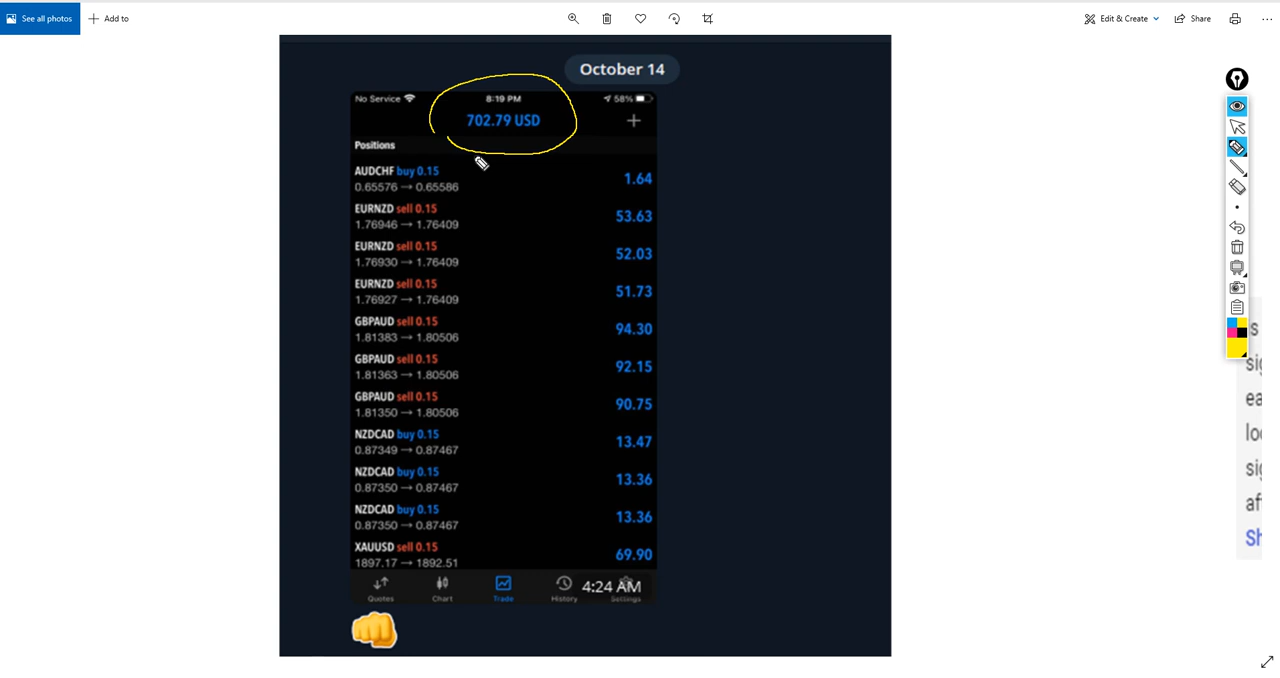 See all photos
Add to
Edit & Create
Share
October 14
No Service
8:19 PM
58%
702.79 USD
Positions
AUDCHF buy 0.15
1.64
0.65576 → 0.65586
EURNZD sell 0.15
53.63
1.76946 → 1.76409
EURNZD sell 0.15
52.03
1.76930 → 1.76409
EURNZD sell 0.15
51.73
1.76927 → 1.76409
GBPAUD sell 0.15
94.30
1.81383 → 1.80506
GBPAUD sell 0.15
92.15
1.81363 → 1.80506
GBPAUD sell 0.15
90.75
1.81350 → 1.80506
NZDCAD buy 0.15
13.47
0.87349 → 0.87467
NZDCAD buy 0.15
13.36
0.87350 → 0.87467
NZDCAD buy 0.15
13.36
0.87350 → 0.87467
XAUUSD sell 0.15
69.90
1897.17 → 1892.51
Quotes
Chart
Trade
History
Settings
4:24 AM